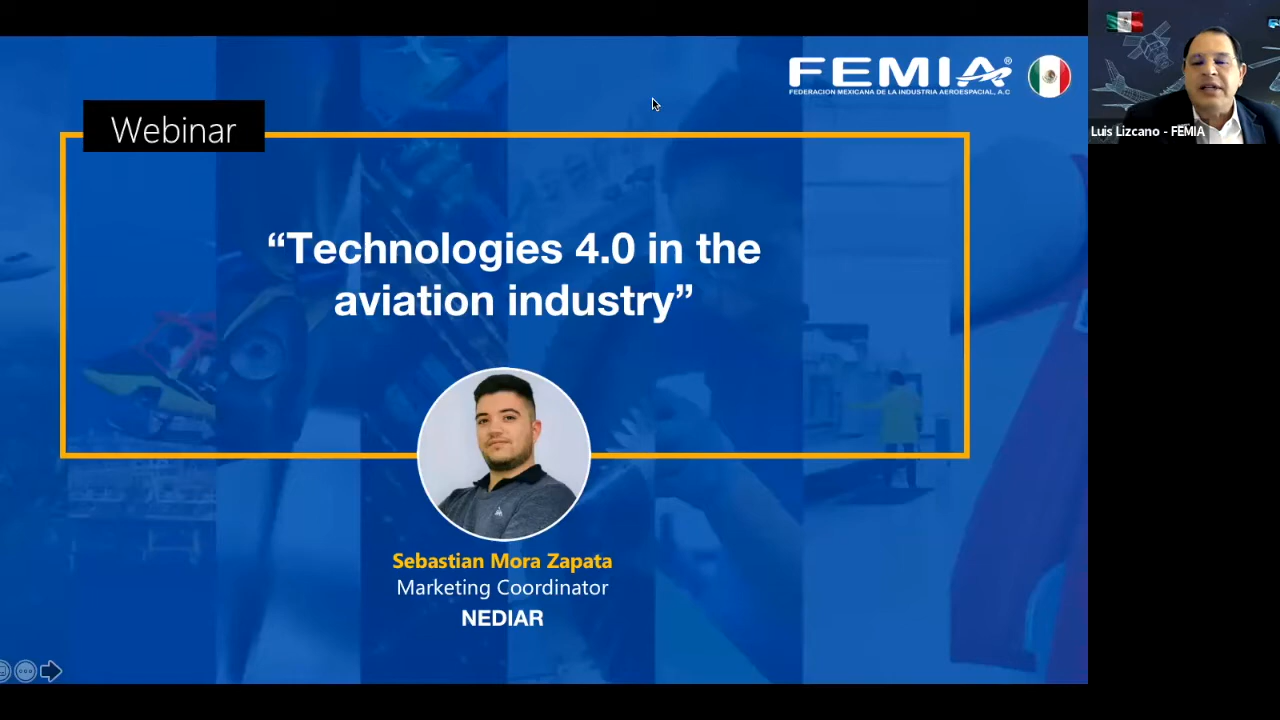 FEMIA®
FEDERACION MEXICANA DE LA INDUSTRIA AEROESPACIAL, A.C
Webinar
“Technologies 4.0 in the
aviation industry”
Sebastian Mora Zapata
Marketing Coordinator
NEDIAR
Luis Lizcano - FEMIA